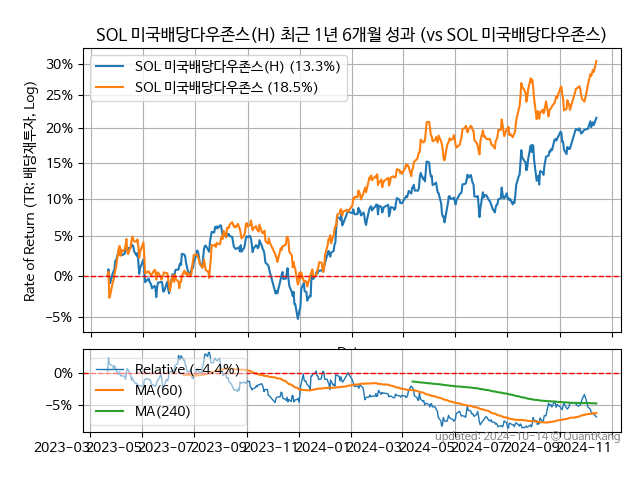 SOL 미국배당다우존스(H) 최근 1년 6개월 성과 (vs SOL 미국배당다우존스)
Rate of Return (TR: 배당재투자, Log)
30%
25%
20%
15%
10%
5%
0%
−5%
SOL 미국배당다우존스(H) (13.3%)
SOL 미국배당다우존스 (18.5%)
0%
−5%
Relative (−4.4%)
MA(60)
MA(240)
2023-03 2023-05 2023-07 2023-09 2023-11 2024-01 2024-03 2024-05 2024-07 2024-09 2024-11
updated: 2024-10-14 © QuantKang